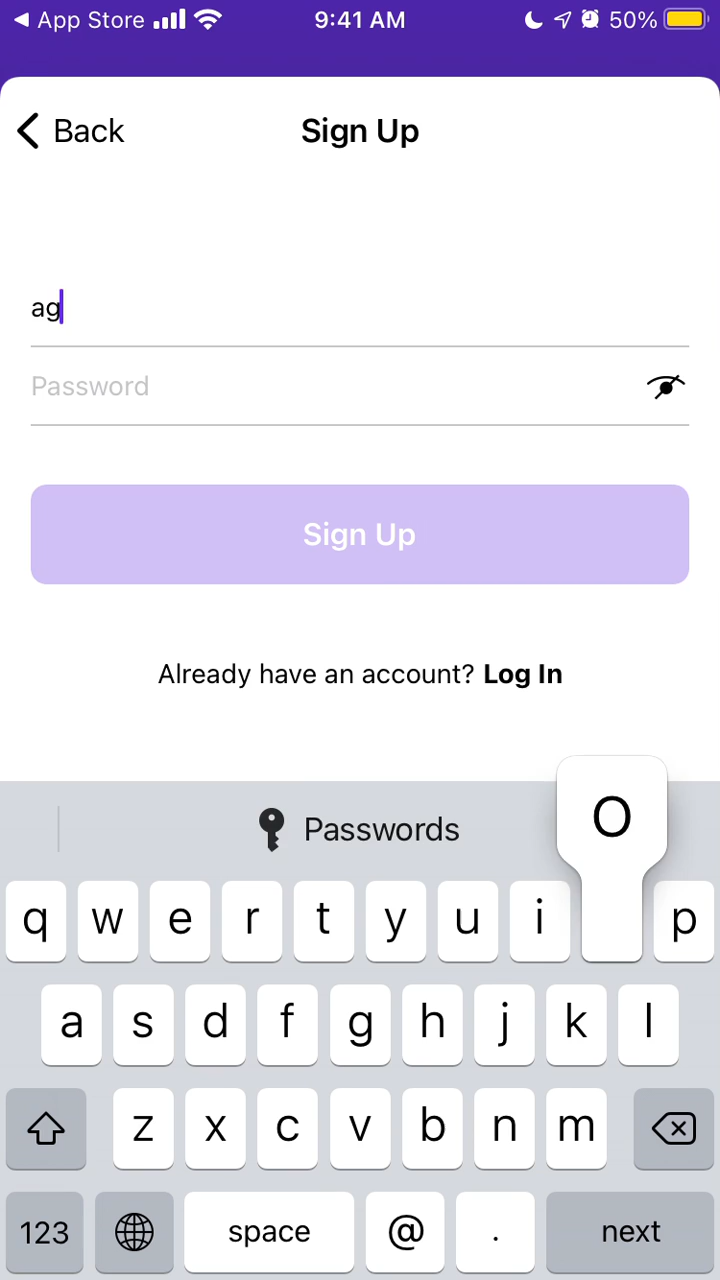 App Store 9:41 AM 50%
Back Sign Up
ag
Password
Sign Up
Already have an account? Log In
Passwords
O
q w e r t y u i p
a s d f g h j k l
z x c v b n m
123 space @ . next